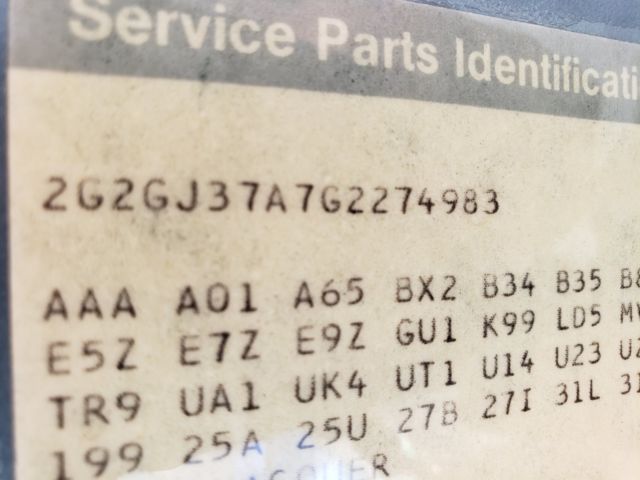 Service Parts Identificati
2G2GJ37A7G2274983
AAA A01 A65 BX2 B34 B35 B8
E5Z E7Z E9Z GU1 K99 LD5
TR9 UA1 UK4 UT1 U14 U23
199 25A 25U 27B 27I 31L